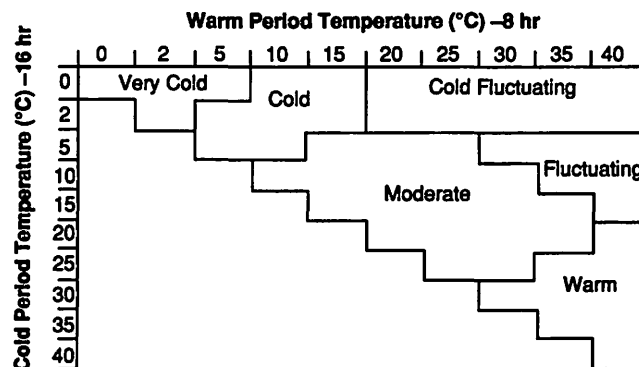 Warm Period Temperature (°C) –8 hr
0 2 5 10 15 20 25 30 35 40
Cold Period Temperature (°C) –16 hr
0
2
5
10
15
20
25
30
35
40
Very Cold
Cold
Cold Fluctuating
Fluctuating
Moderate
Warm